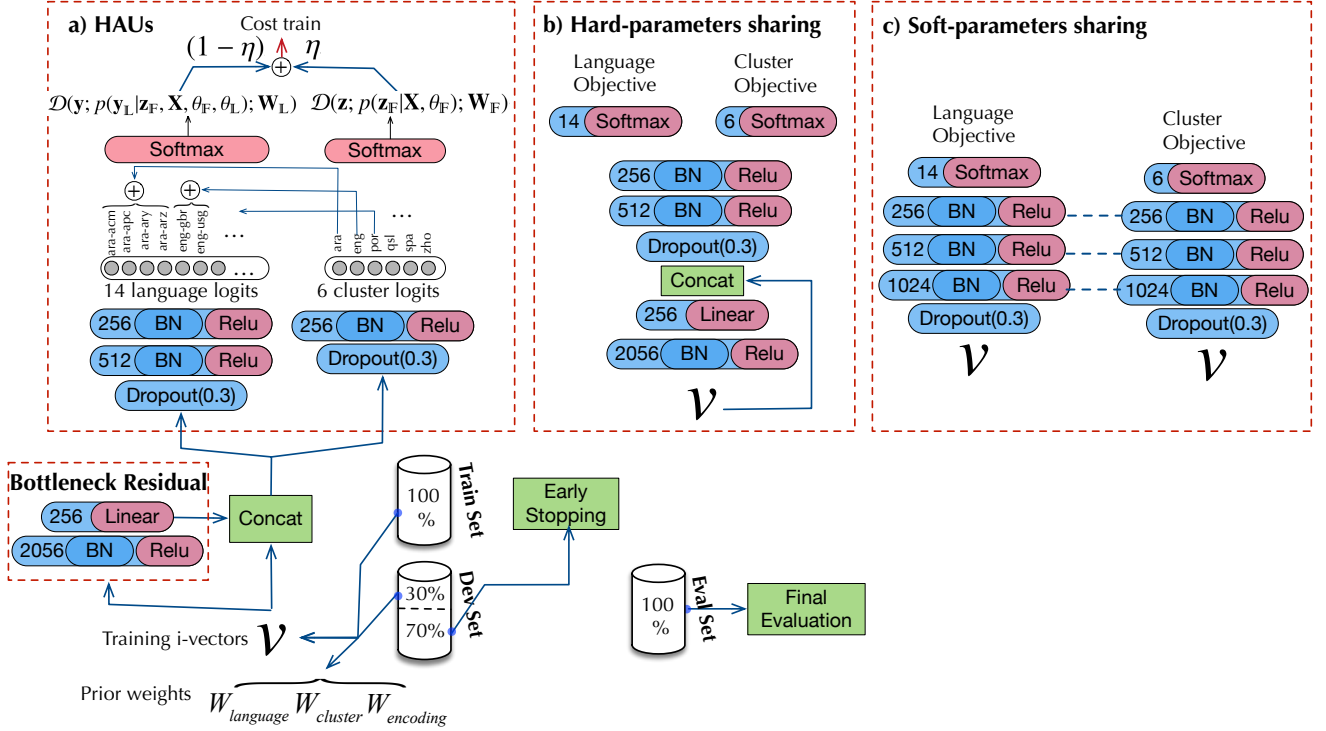 a) HAUs
Cost train
(1 − η)
+
η
𝒟(y; p(y_𝕃|z_𝔽, X, θ_𝔽, θ_𝕃); W_𝕃)
𝒟(z; p(z_𝔽|X, θ_𝔽); W_𝔽)
Softmax
Softmax
+
+
ara-acm
ara-apc
ara-ary
ara-arz
eng-gbr
eng-usg
...
...
ara
eng
por
qsl
spa
zho
...
14 language logits
6 cluster logits
256 BN Relu
256 BN Relu
512 BN Relu
Dropout(0.3)
Dropout(0.3)
b) Hard-parameters sharing
Language
Objective
Cluster
Objective
14 Softmax
6 Softmax
256 BN Relu
512 BN Relu
Dropout(0.3)
Concat
256 Linear
2056 BN Relu
v
c) Soft-parameters sharing
Language
Objective
Cluster
Objective
14 Softmax
6 Softmax
256 BN Relu
256 BN Relu
512 BN Relu
512 BN Relu
1024 BN Relu
1024 BN Relu
Dropout(0.3)
Dropout(0.3)
v
v
Bottleneck Residual
256 Linear
2056 BN Relu
Concat
100
%
Train Set
Early
Stopping
30%
70%
Dev Set
100
%
Eval Set
Final
Evaluation
Training i-vectors v
Prior weights
W_language W_cluster W_encoding